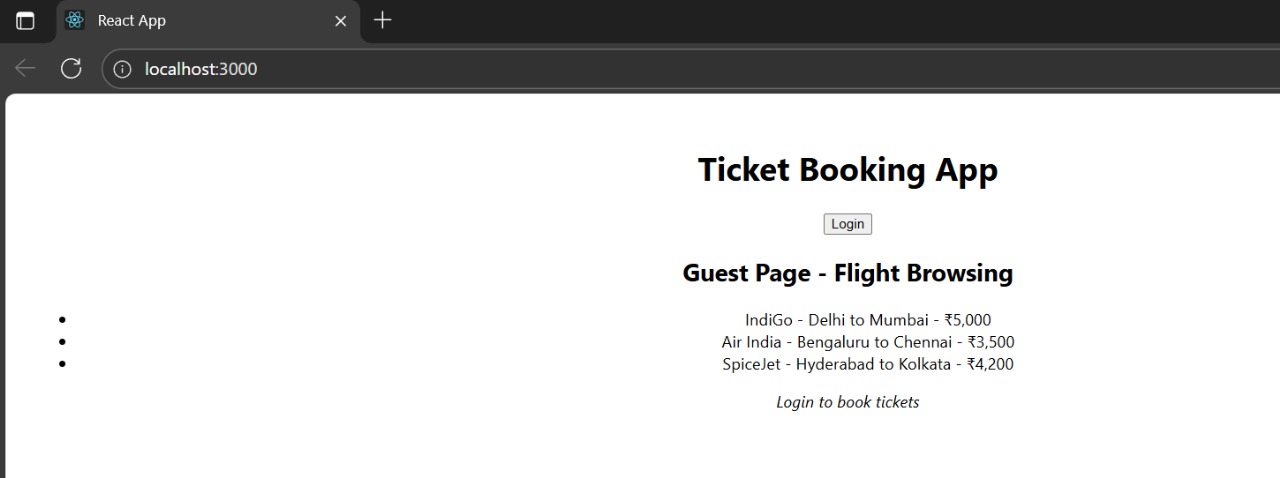 React App
localhost:3000
Ticket Booking App
Login
Guest Page - Flight Browsing
IndiGo - Delhi to Mumbai - ₹5,000
Air India - Bengaluru to Chennai - ₹3,500
SpiceJet - Hyderabad to Kolkata - ₹4,200
Login to book tickets